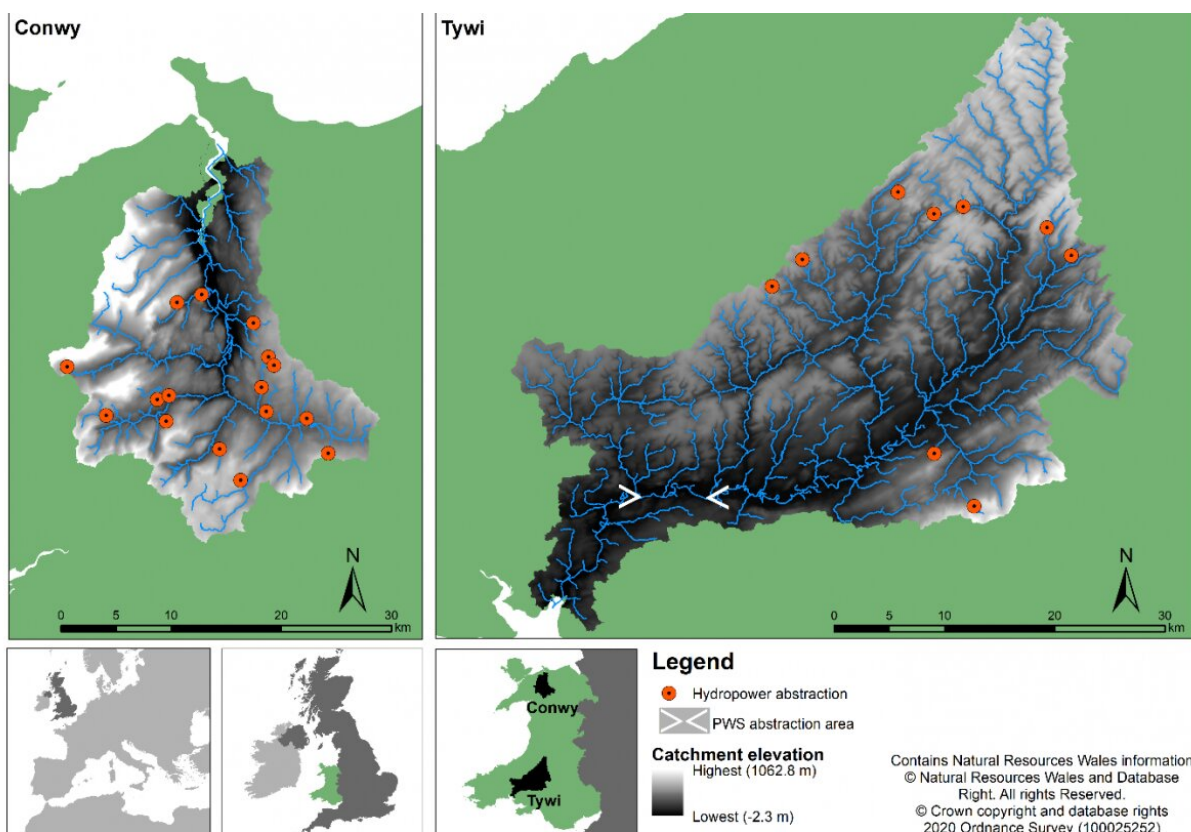 Conwy
N
0 5 10 20 30
km
Tywi
N
0 5 10 20 30
km
Conwy
Tywi
Legend
Hydropower abstraction
PWS abstraction area
Catchment elevation
Highest (1062.8 m)
Lowest (-2.3 m)
Contains Natural Resources Wales information
© Natural Resources Wales and Database
Right. All rights Reserved.
© Crown copyright and database rights
2020 Ordnance Survey (100025252)